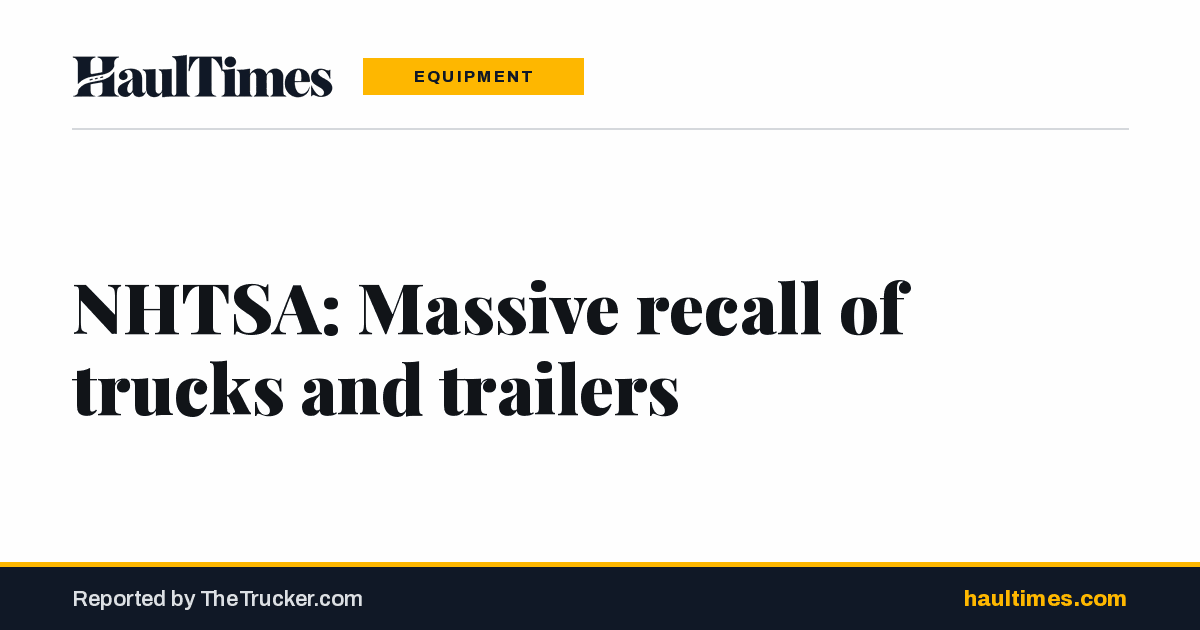 HaulTimes
EQUIPMENT
NHTSA: Massive recall of
trucks and trailers
Reported by TheTrucker.com
haultimes.com